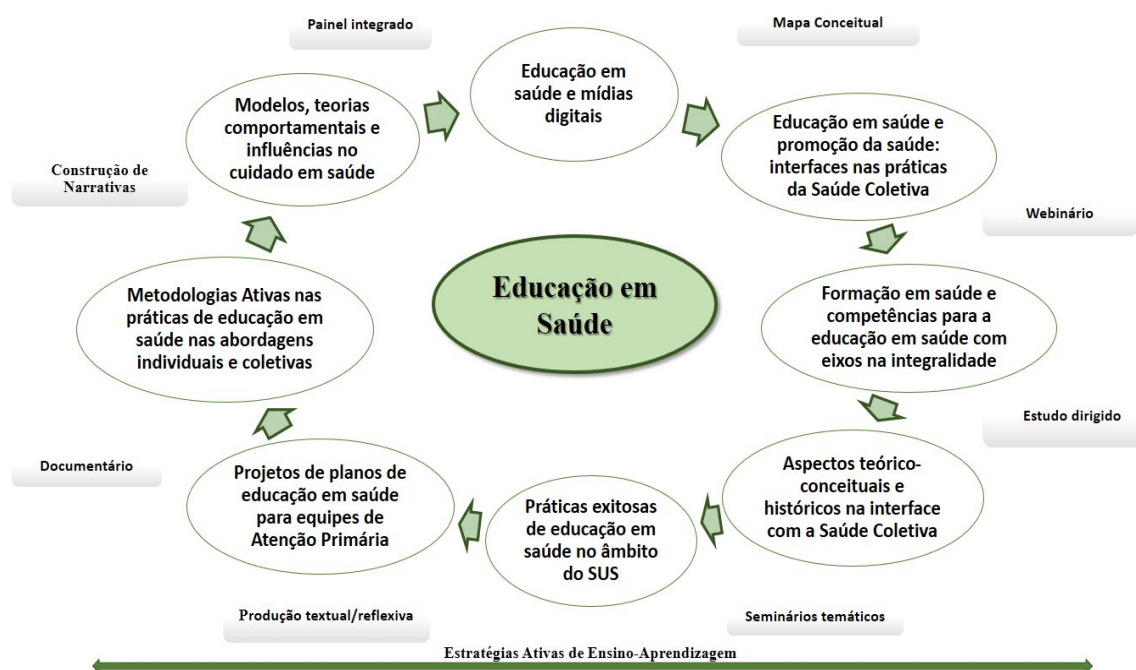 Painel integrado
Mapa Conceitual
Educação em
saúde e mídias
digitais
Modelos, teorias
comportamentais e
influências no
cuidado em saúde
Educação em saúde e
promoção da saúde:
interfaces nas práticas
da Saúde Coletiva
Construção de
Narrativas
Webinário
Educação em
Saúde
Metodologias Ativas nas
práticas de educação em
saúde nas abordagens
individuais e coletivas
Formação em saúde e
competências para a
educação em saúde com
eixos na integralidade
Estudo dirigido
Documentário
Projetos de planos de
educação em saúde
para equipes de
Atenção Primária
Práticas exitosas
de educação em
saúde no âmbito
do SUS
Aspectos teórico-
conceituais e
históricos na interface
com a Saúde Coletiva
Produção textual/reflexiva
Seminários temáticos
Estratégias Ativas de Ensino-Aprendizagem